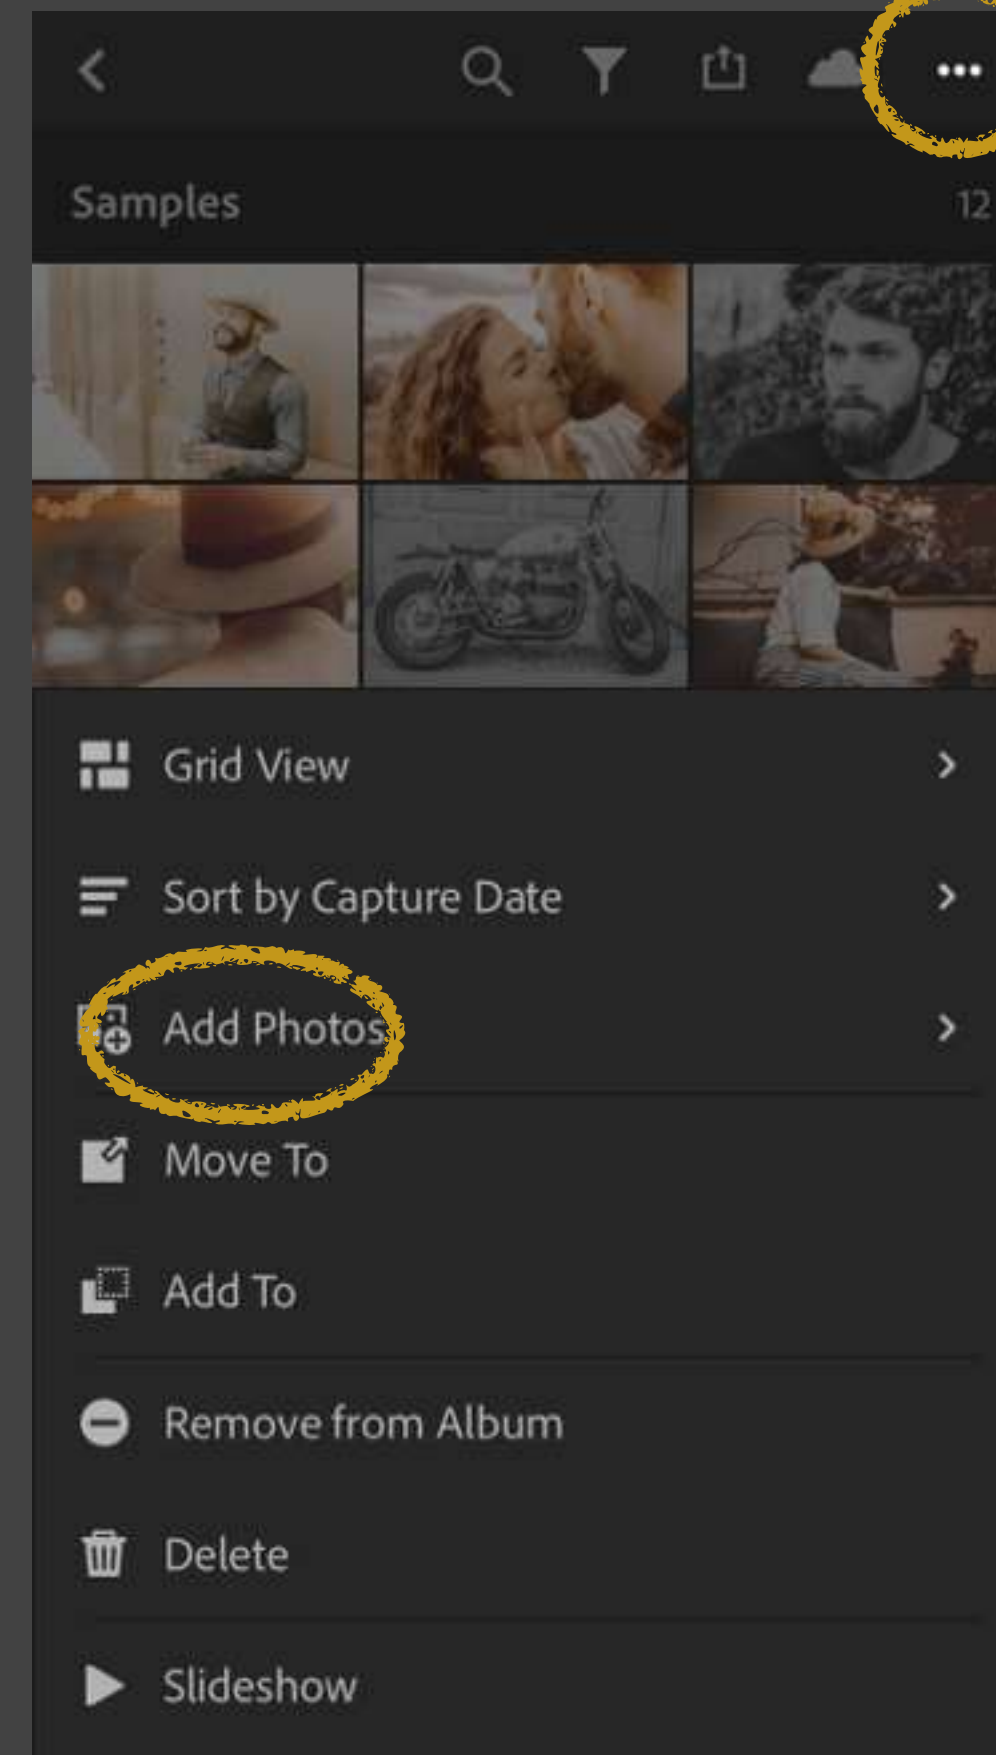 Samples
12
Grid View
Sort by Capture Date
Add Photos
Move To
Add To
Remove from Album
Delete
Slideshow